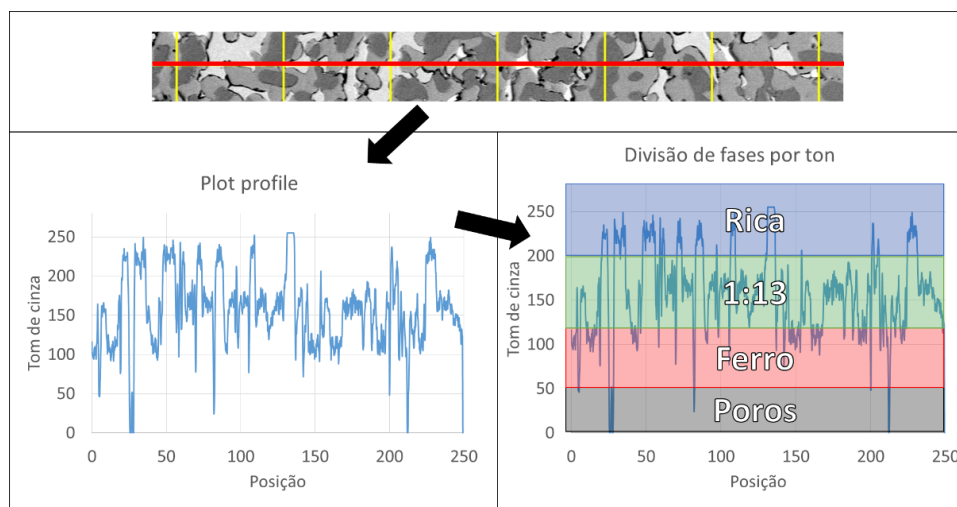 Plot profile
Tom de cinza
250
200
150
100
50
0
0 50 100 150 200 250
Posição
Divisão de fases por ton
Tom de cinza
250
200
150
100
50
0
Rica
1:13
Ferro
Poros
0 50 100 150 200 250
Posição